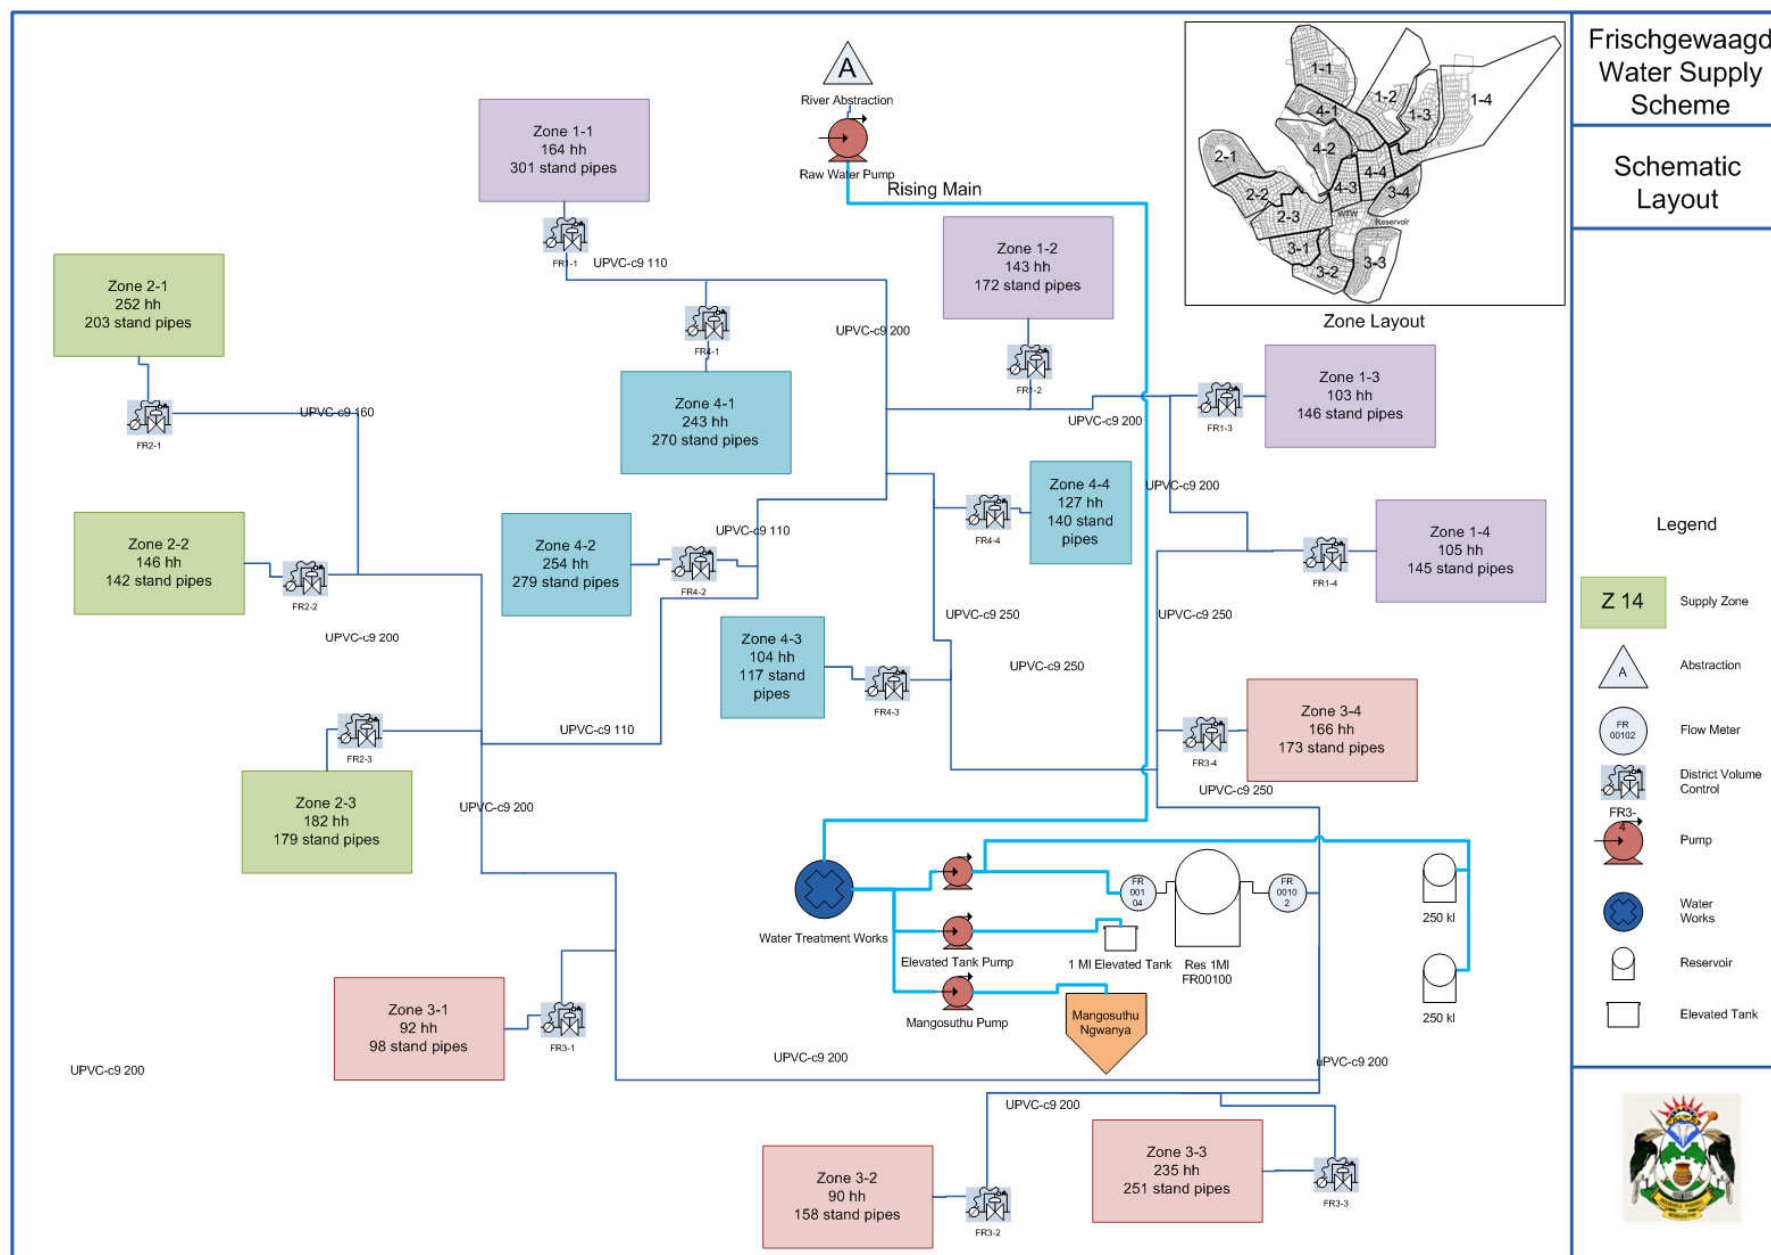 Frischgewaagd
Water Supply
Scheme
Schematic
Layout
A
River Abstraction
Raw Water Pump
Rising Main
Zone 1-1
164 hh
301 stand pipes
FR1-1
UPVC-c9 110
Zone 1-2
143 hh
172 stand pipes
FR1-2
UPVC-c9 200
1-1
1-2
1-3
1-4
4-1
4-2
4-3
4-4
2-1
2-2
2-3
3-4
WTW
Reservoir
3-1
3-2
3-3
Zone Layout
Zone 2-1
252 hh
203 stand pipes
FR2-1
UPVC-c9 160
FR4-1
Zone 4-1
243 hh
270 stand pipes
Zone 1-3
103 hh
146 stand pipes
FR1-3
UPVC-c9 200
Zone 4-4
127 hh
140 stand
pipes
FR4-4
UPVC-c9 200
Zone 1-4
105 hh
145 stand pipes
FR1-4
Zone 2-2
146 hh
142 stand pipes
FR2-2
UPVC-c9 200
Zone 4-2
254 hh
279 stand pipes
FR4-2
UPVC-c9 110
Zone 4-3
104 hh
117 stand
pipes
FR4-3
UPVC-c9 250
UPVC-c9 250
UPVC-c9 250
Zone 3-4
166 hh
173 stand pipes
FR3-4
UPVC-c9 250
UPVC-c9 110
FR2-3
Zone 2-3
182 hh
179 stand pipes
UPVC-c9 200
Water Treatment Works
Elevated Tank Pump
Mangosuthu Pump
FR
001
04
1 Ml Elevated Tank
Res 1Ml
FR00100
FR
0010
2
Mangosuthu
Ngwanya
250 kl
250 kl
Zone 3-1
92 hh
98 stand pipes
FR3-1
UPVC-c9 200
UPVC-c9 200
uPVC-c9 200
UPVC-c9 200
Zone 3-2
90 hh
158 stand pipes
FR3-2
Zone 3-3
235 hh
251 stand pipes
FR3-3
Legend
Z 14
Supply Zone
A
Abstraction
FR
00102
Flow Meter
District Volume
Control
FR3-
4
Pump
Water
Works
Reservoir
Elevated Tank